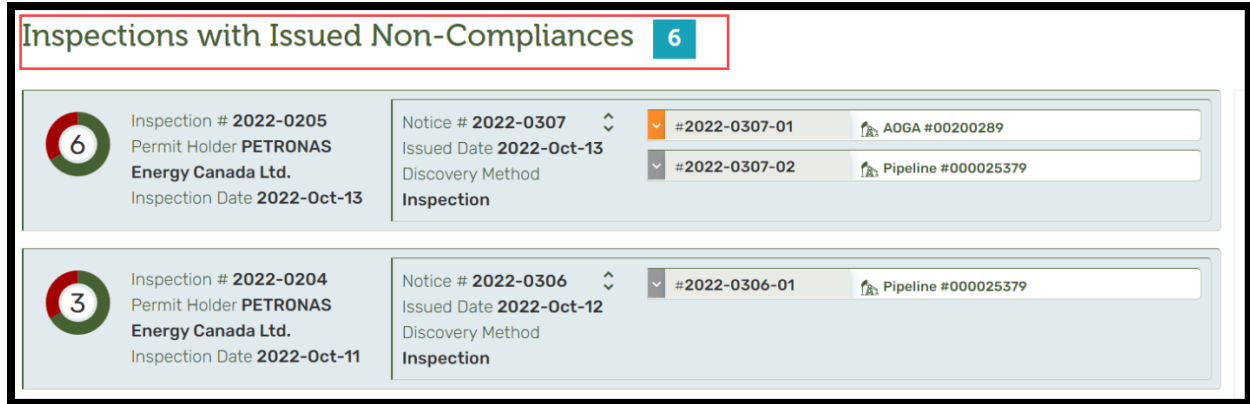 Inspections with Issued Non-Compliances 6
6
Inspection # 2022-0205
Permit Holder PETRONAS
Energy Canada Ltd.
Inspection Date 2022-Oct-13
Notice # 2022-0307
Issued Date 2022-Oct-13
Discovery Method
Inspection
#2022-0307-01 AOGA #00200289
#2022-0307-02 Pipeline #000025379
3
Inspection # 2022-0204
Permit Holder PETRONAS
Energy Canada Ltd.
Inspection Date 2022-Oct-11
Notice # 2022-0306
Issued Date 2022-Oct-12
Discovery Method
Inspection
#2022-0306-01 Pipeline #000025379